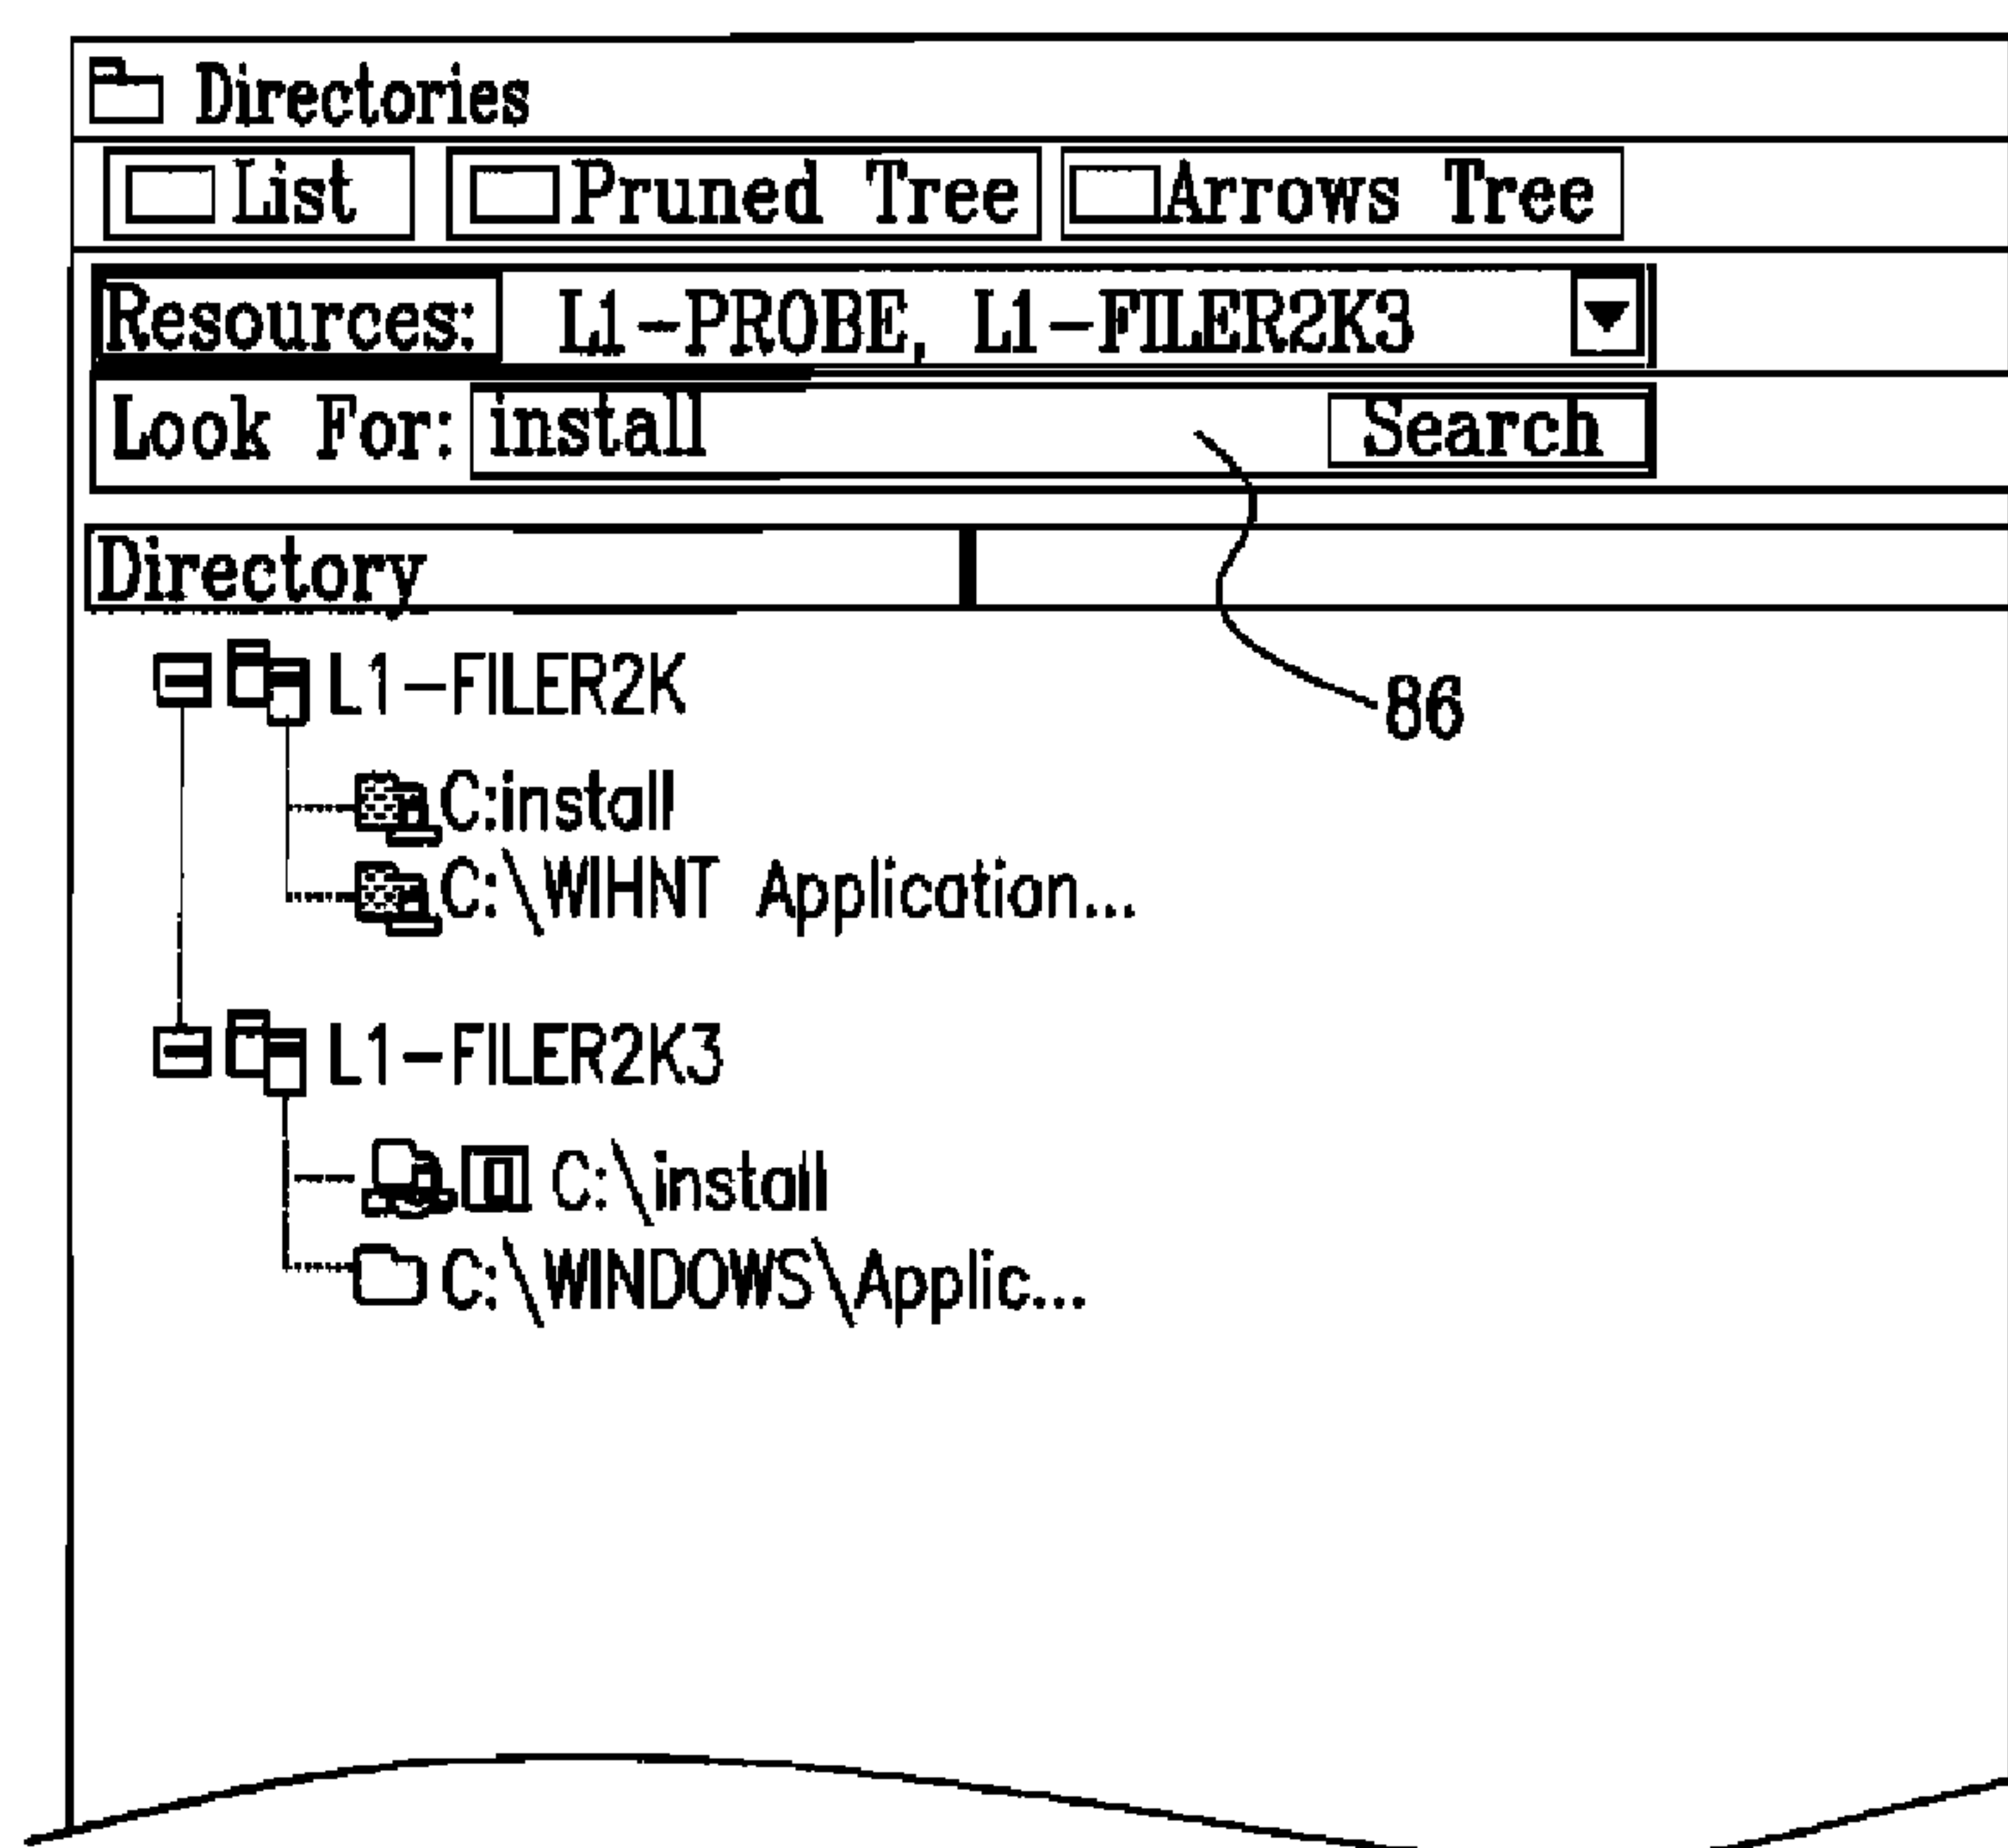 Directories
List Pruned Tree Arrows Tree
Resources: L1-PROBE, L1-FILER2K3
Look For: install Search
Directory
L1-FILER2K
86
C:install
C:\WIHNT Application...
L1-FILER2K3
C:\install
C:\WINDOWS\Applic...